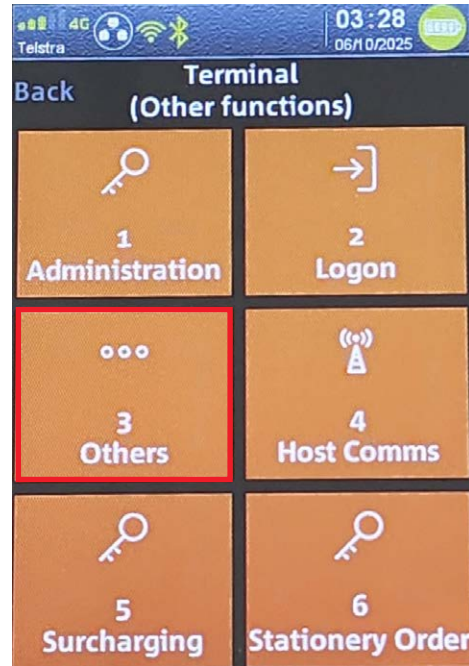 4G
03:28
Telstra
06/10/2025
Back
Terminal
(Other functions)
1
Administration
2
Logon
3
Others
4
Host Comms
5
Surcharging
6
Stationery Order